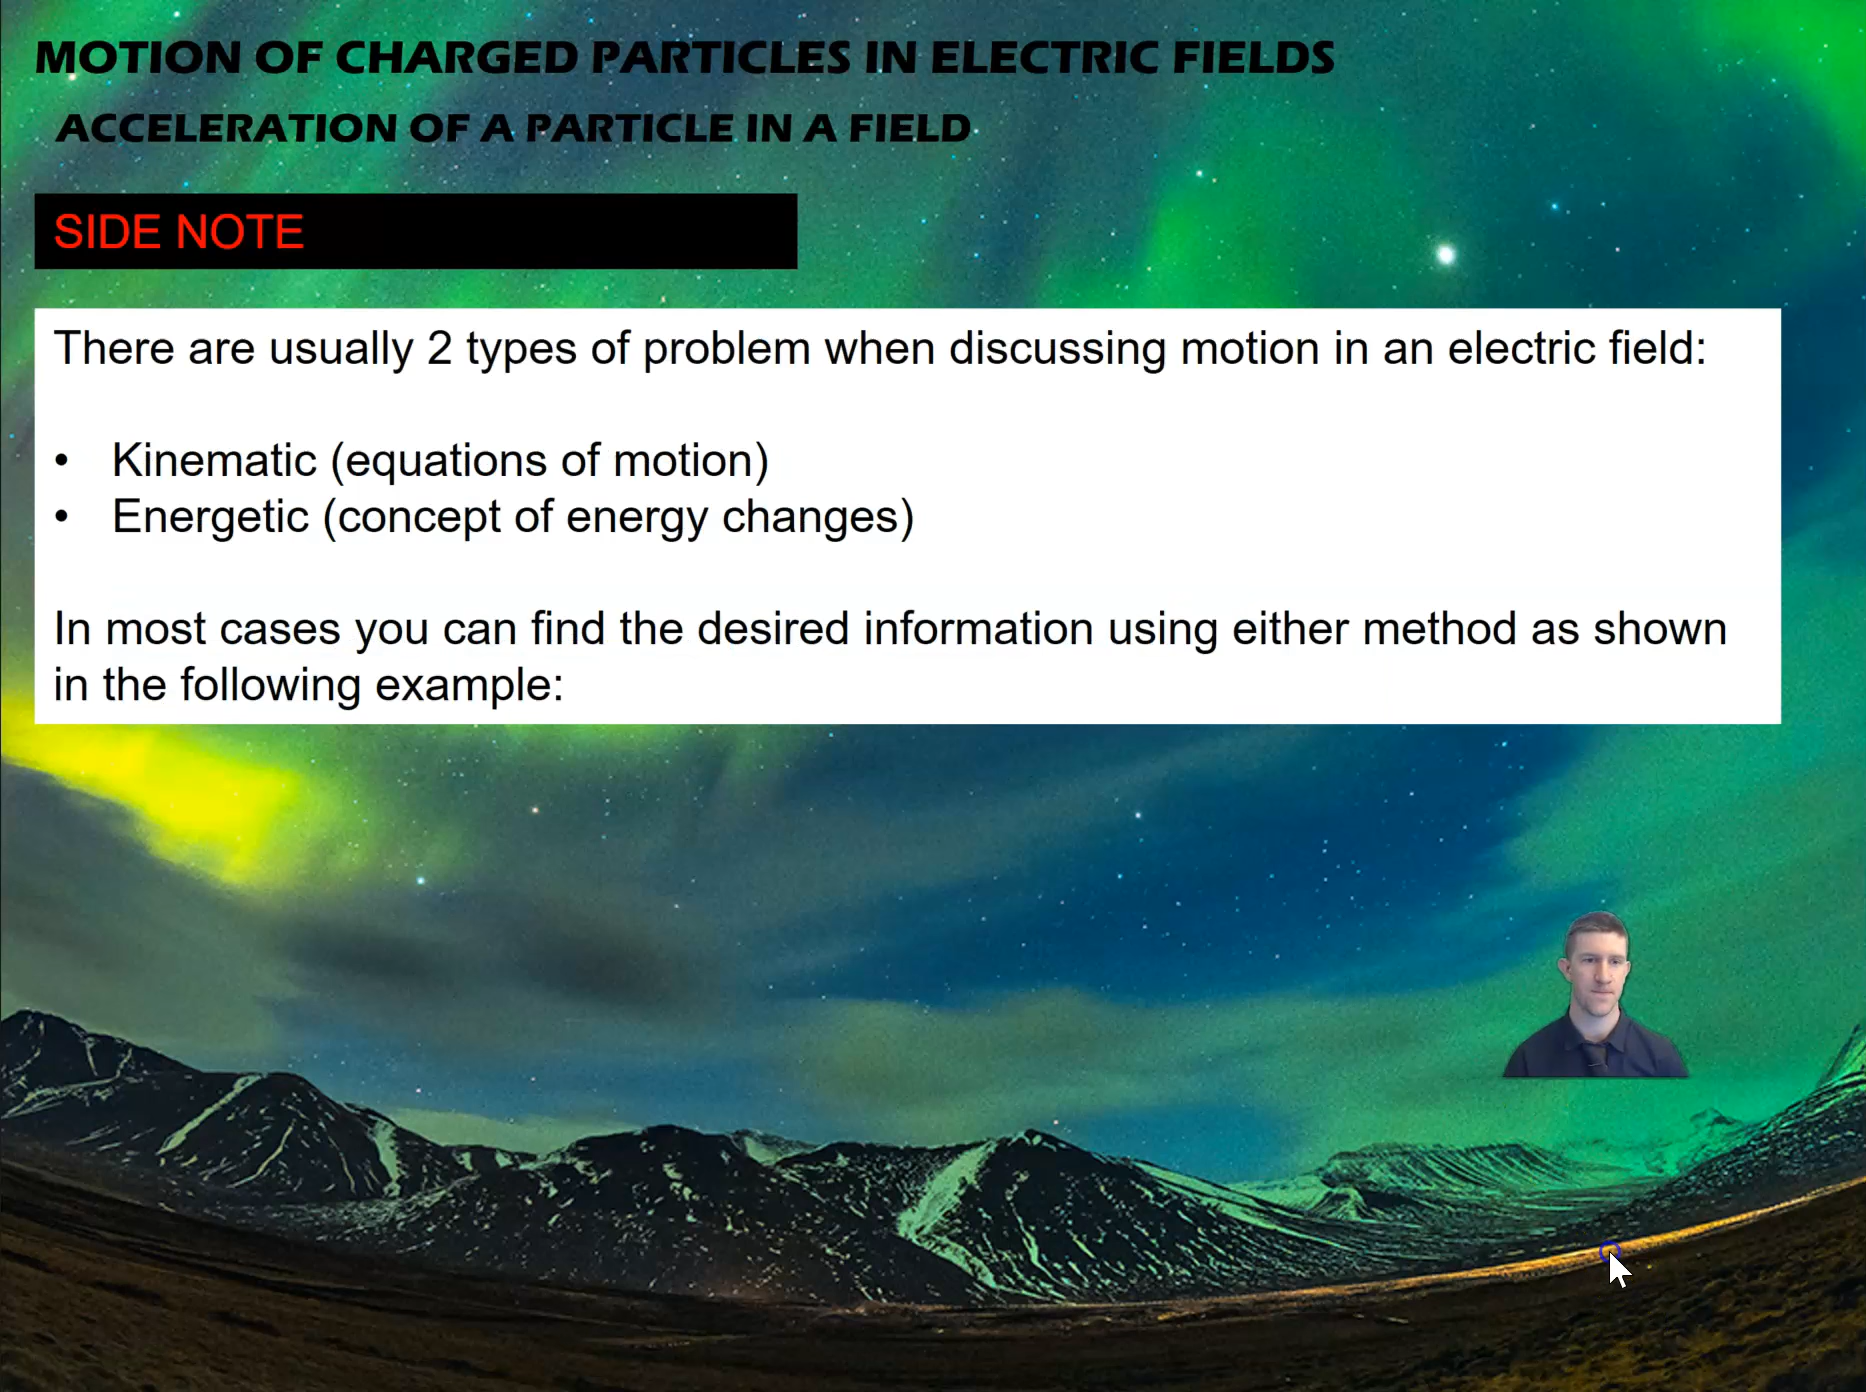 MOTION OF CHARGED PARTICLES IN ELECTRIC FIELDS
ACCELERATION OF A PARTICLE IN A FIELD
SIDE NOTE
There are usually 2 types of problem when discussing motion in an electric field:
• Kinematic (equations of motion)
• Energetic (concept of energy changes)
In most cases you can find the desired information using either method as shown
in the following example: